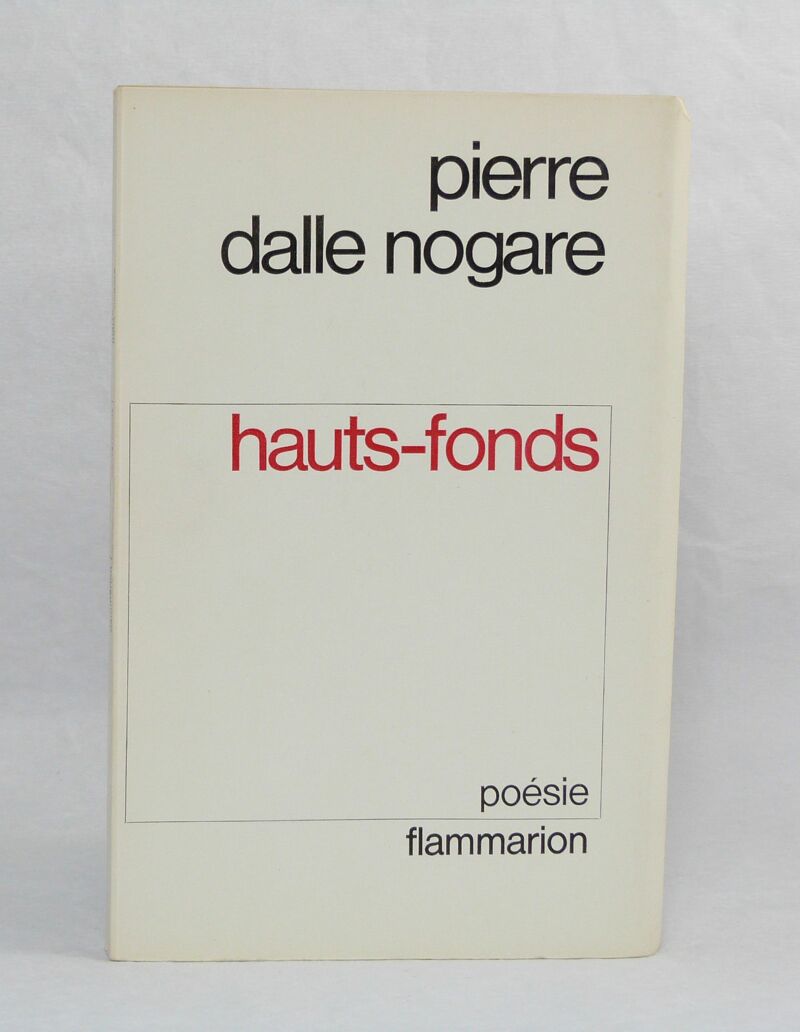 pierre
dalle nogare
hauts-fonds
poésie
flammarion